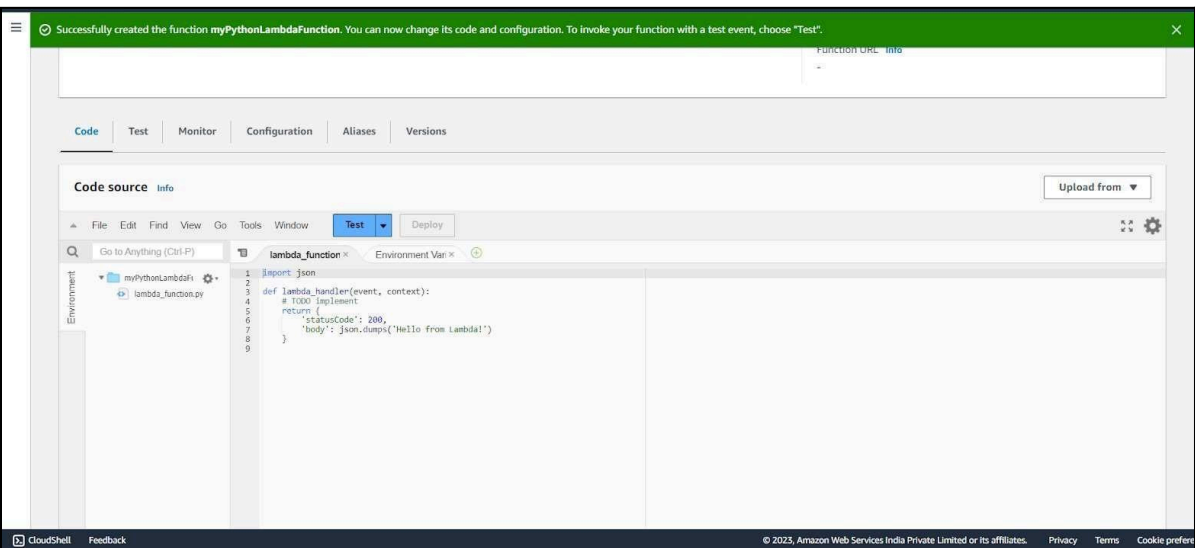 Successfully created the function myPythonLambdaFunction. You can now change its code and configuration. To invoke your function with a test event, choose "Test".
Function URL Info
-
Code Test Monitor Configuration Aliases Versions
Code source Info
Upload from
File Edit Find View Go Tools Window Test Deploy
Go to Anything (Ctrl-P)
lambda_function × Environment Vari ×
Environment
myPythonLambdaFu
lambda_function.py
1 import json
2
3 def lambda_handler(event, context):
4     # TODO implement
5     return {
6         'statusCode': 200,
7         'body': json.dumps('Hello from Lambda!')
8     }
9
CloudShell Feedback
© 2023, Amazon Web Services India Private Limited or its affiliates. Privacy Terms Cookie prefere